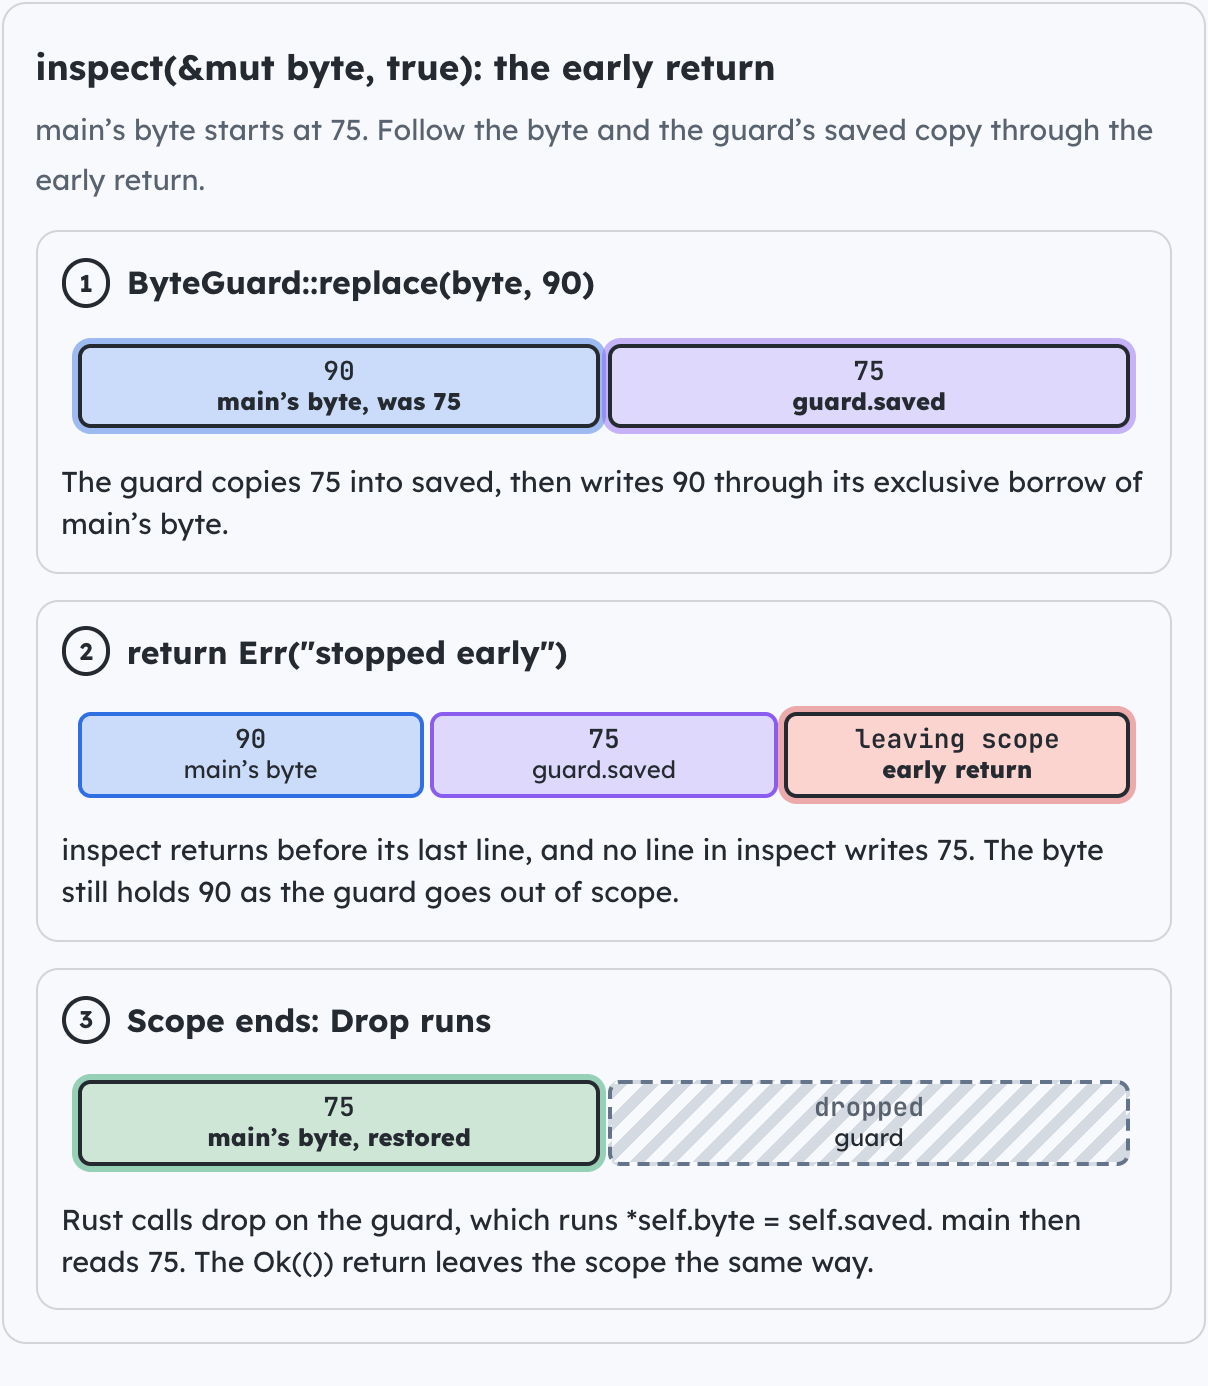 inspect(&mut byte, true): the early return
main’s byte starts at 75. Follow the byte and the guard’s saved copy through the
early return.
1 ByteGuard::replace(byte, 90)
90
main’s byte, was 75
75
guard.saved
The guard copies 75 into saved, then writes 90 through its exclusive borrow of
main’s byte.
2 return Err("stopped early")
90
main’s byte
75
guard.saved
leaving scope
early return
inspect returns before its last line, and no line in inspect writes 75. The byte
still holds 90 as the guard goes out of scope.
3 Scope ends: Drop runs
75
main’s byte, restored
dropped
guard
Rust calls drop on the guard, which runs *self.byte = self.saved. main then
reads 75. The Ok(()) return leaves the scope the same way.